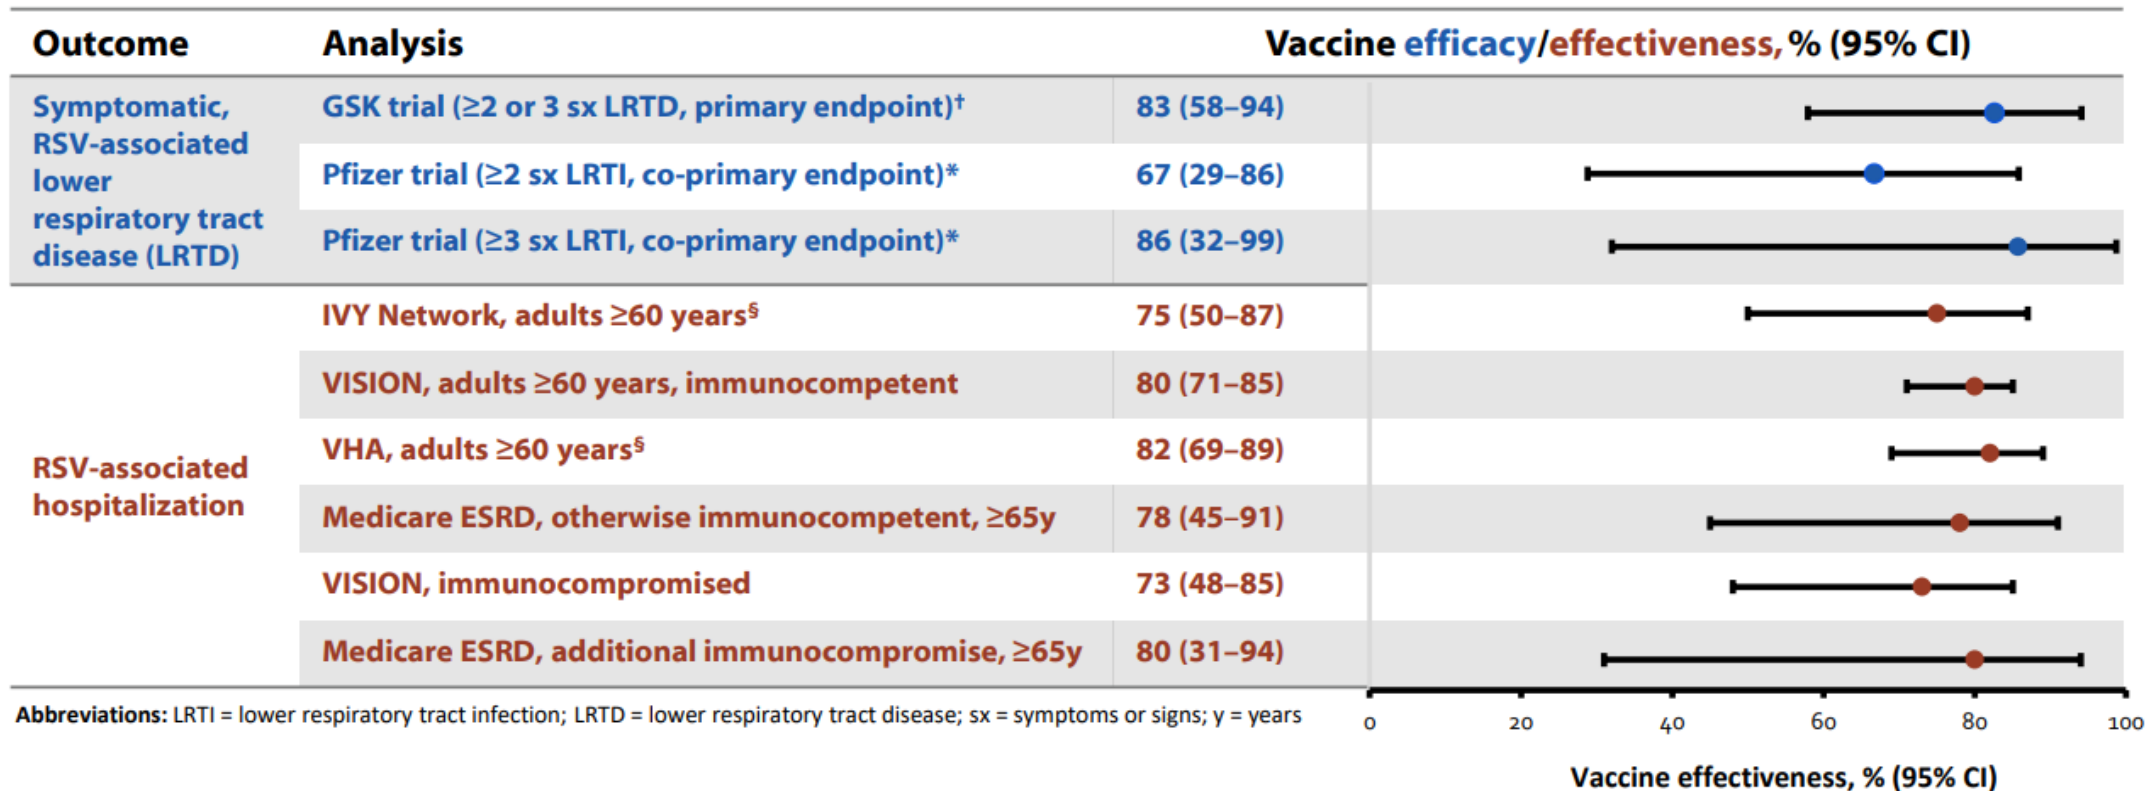 Outcome Analysis Vaccine efficacy/effectiveness, % (95% CI)
Symptomatic,
RSV-associated
lower
respiratory tract
disease (LRTD)
GSK trial (≥2 or 3 sx LRTD, primary endpoint)† 83 (58–94)
Pfizer trial (≥2 sx LRTI, co-primary endpoint)* 67 (29–86)
Pfizer trial (≥3 sx LRTI, co-primary endpoint)* 86 (32–99)
RSV-associated
hospitalization
IVY Network, adults ≥60 years§ 75 (50–87)
VISION, adults ≥60 years, immunocompetent 80 (71–85)
VHA, adults ≥60 years§ 82 (69–89)
Medicare ESRD, otherwise immunocompetent, ≥65y 78 (45–91)
VISION, immunocompromised 73 (48–85)
Medicare ESRD, additional immunocompromise, ≥65y 80 (31–94)
Abbreviations: LRTI = lower respiratory tract infection; LRTD = lower respiratory tract disease; sx = symptoms or signs; y = years
0 20 40 60 80 100
Vaccine effectiveness, % (95% CI)